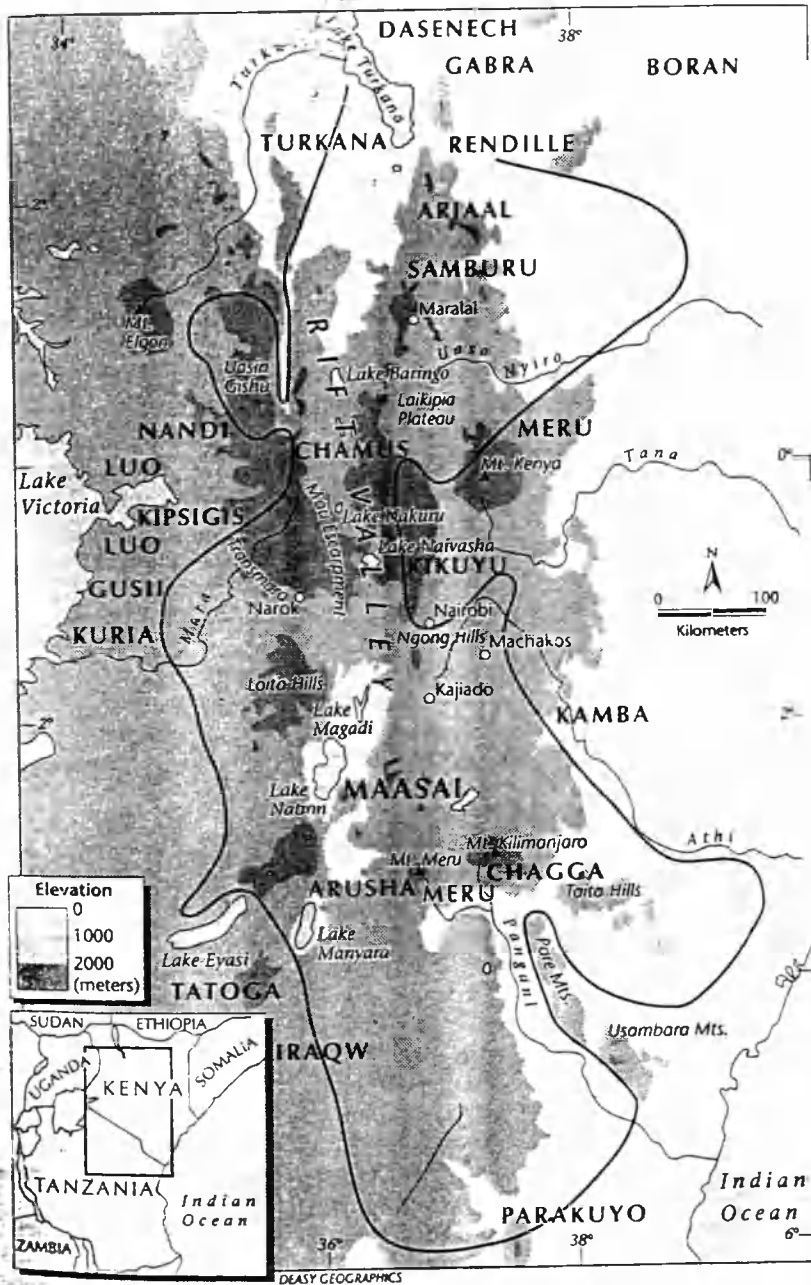 DASENECH
34°
38°
GABRA
BORAN
Lake Turkana
TURKANA
RENDILLE
2°
ARIAAL
SAMBURU
Maralal
Mt.
Elgon
Uasin
Gishu
RIFT VALLEY
Lake Baringo
Uaso Nyiro
Laikipia
Plateau
NANDI
CHAMUS
MERU
Mt. Kenya
Tana
0°
LUO
Lake
Victoria
KIPSIGIS
Mau Escarpment
Lake Nakuru
LUO
Transmara
Lake Naivasha
KIKUYU
N
GUSII
Narok
Nairobi
0 100
Kilometers
KURIA
Mara
Ngong Hills
Machakos
Loita Hills
Kajiado
KAMBA
2°
2°
Lake
Magadi
Lake
Natron
MAASAI
Athi
Mt. Kilimanjaro
Mt. Meru
CHAGGA
ARUSHA
MERU
Taita Hills
Elevation
0
1000
2000
(meters)
Lake Eyasi
Lake
Manyara
Pangani
Pare Mts.
TATOGA
Usambara Mts.
IRAQW
SUDAN
ETHIOPIA
UGANDA
KENYA
SOMALIA
TANZANIA
Indian
Ocean
ZAMBIA
Indian
Ocean
PARAKUYO
36°
38°
6°
DEASY GEOGRAPHICS